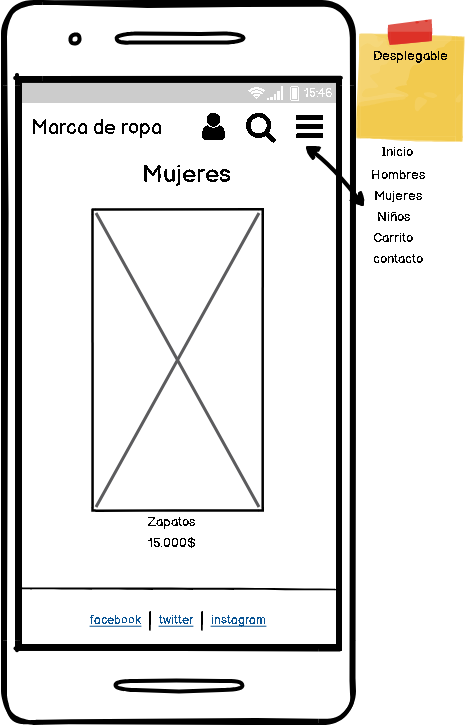 15:46
Marca de ropa
Mujeres
Zapatos
15.000$
facebook | twitter | instagram
Desplegable
Inicio
Hombres
Mujeres
Niños
Carrito
contacto